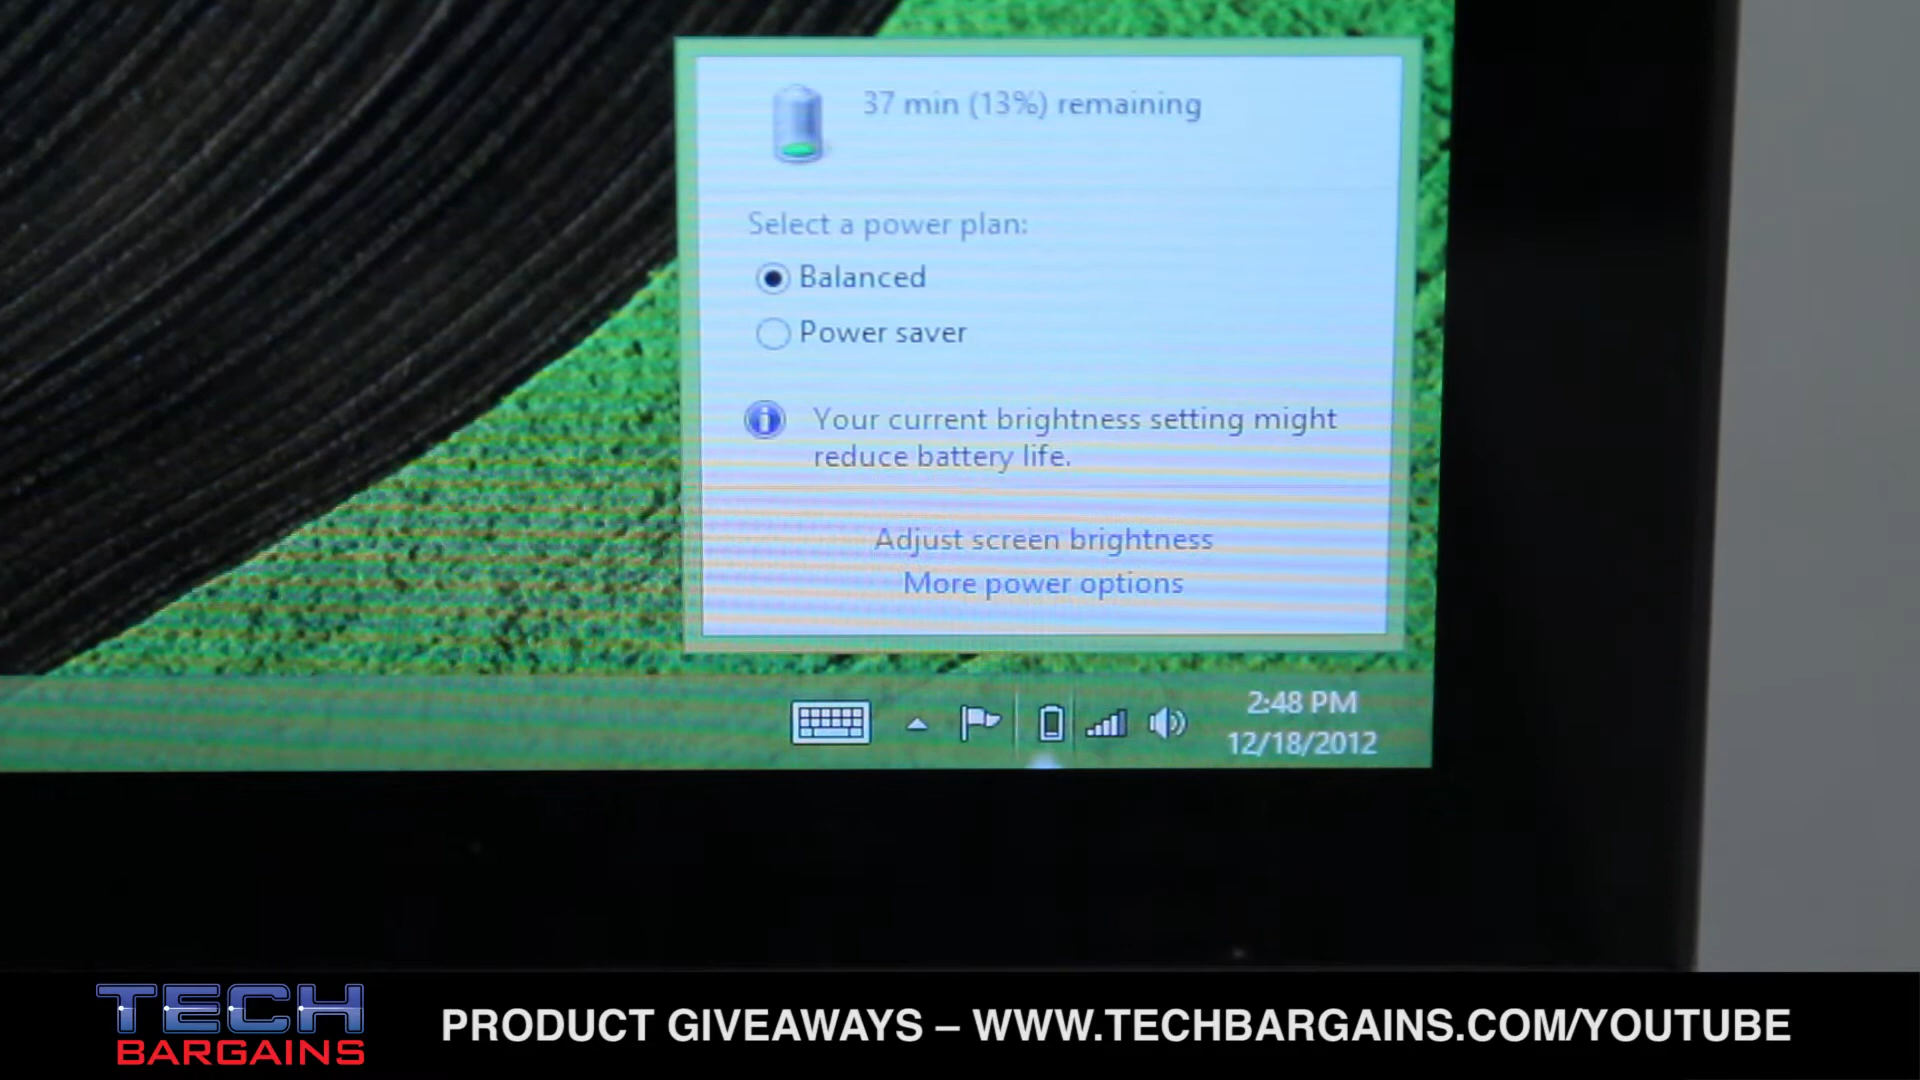 37 min (13%) remaining
Select a power plan:
Balanced
Power saver
Your current brightness setting might
reduce battery life.
Adjust screen brightness
More power options
2:48 PM
12/18/2012
TECH
BARGAINS
PRODUCT GIVEAWAYS – WWW.TECHBARGAINS.COM/YOUTUBE